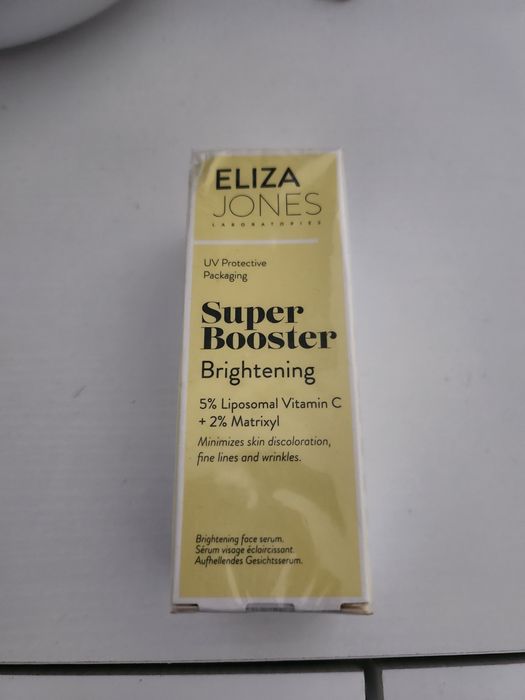 ELIZA
JONES
LABORATORIES
UV Protective
Packaging
Super
Booster
Brightening
5% Liposomal Vitamin C
+ 2% Matrixyl
Minimizes skin discoloration,
fine lines and wrinkles.
Brightening face serum.
Sérum visage éclaircissant.
Aufhellendes Gesichtsserum.